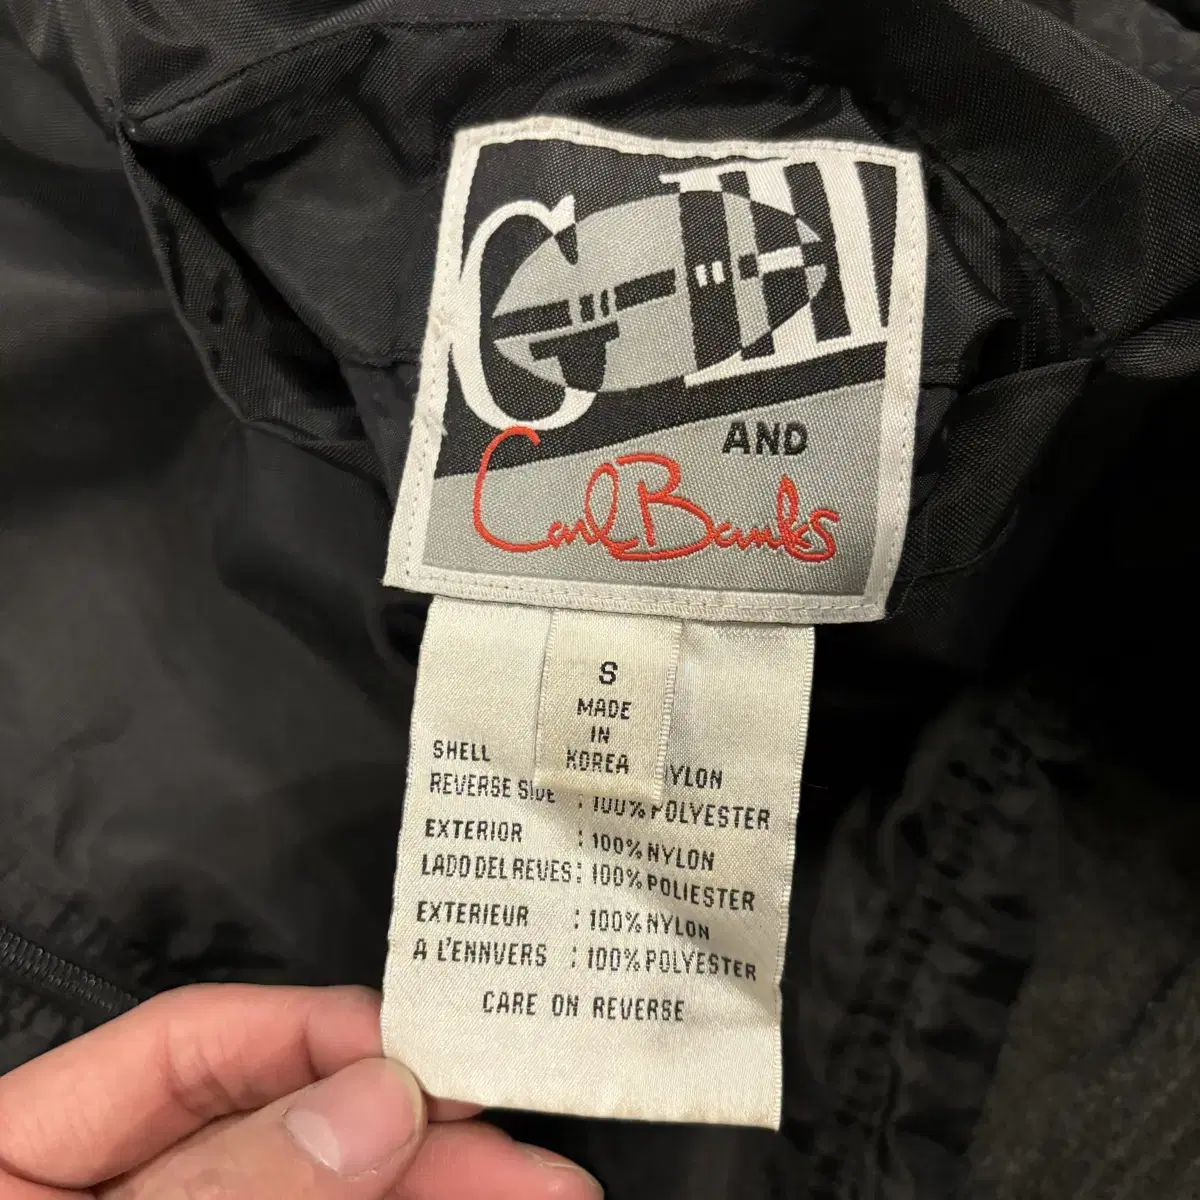 G-III
AND
Carl Banks
S
MADE
IN
KOREA
SHELL NYLON
REVERSE SIDE : 100% POLYESTER
EXTERIOR : 100% NYLON
LADO DEL REVES : 100% POLIESTER
EXTERIEUR : 100% NYLON
A L'ENNVERS : 100% POLYESTER
CARE ON REVERSE